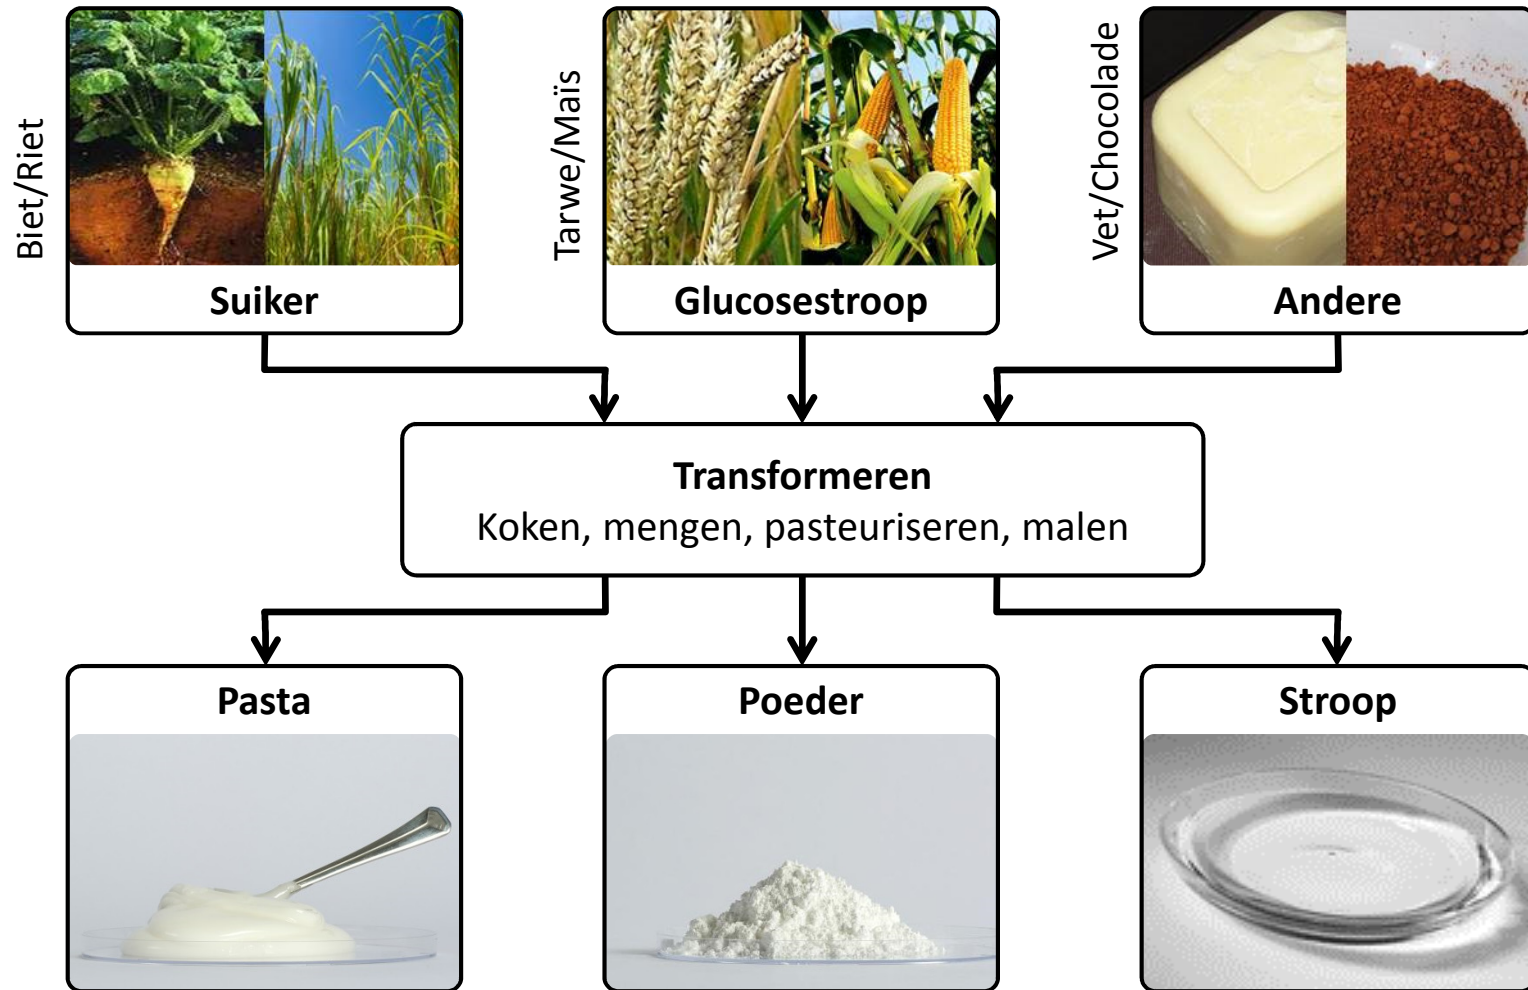 Biet/Riet
Suiker
Tarwe/Maïs
Glucosestroop
Vet/Chocolade
Andere
Transformeren
Koken, mengen, pasteuriseren, malen
Pasta
Poeder
Stroop